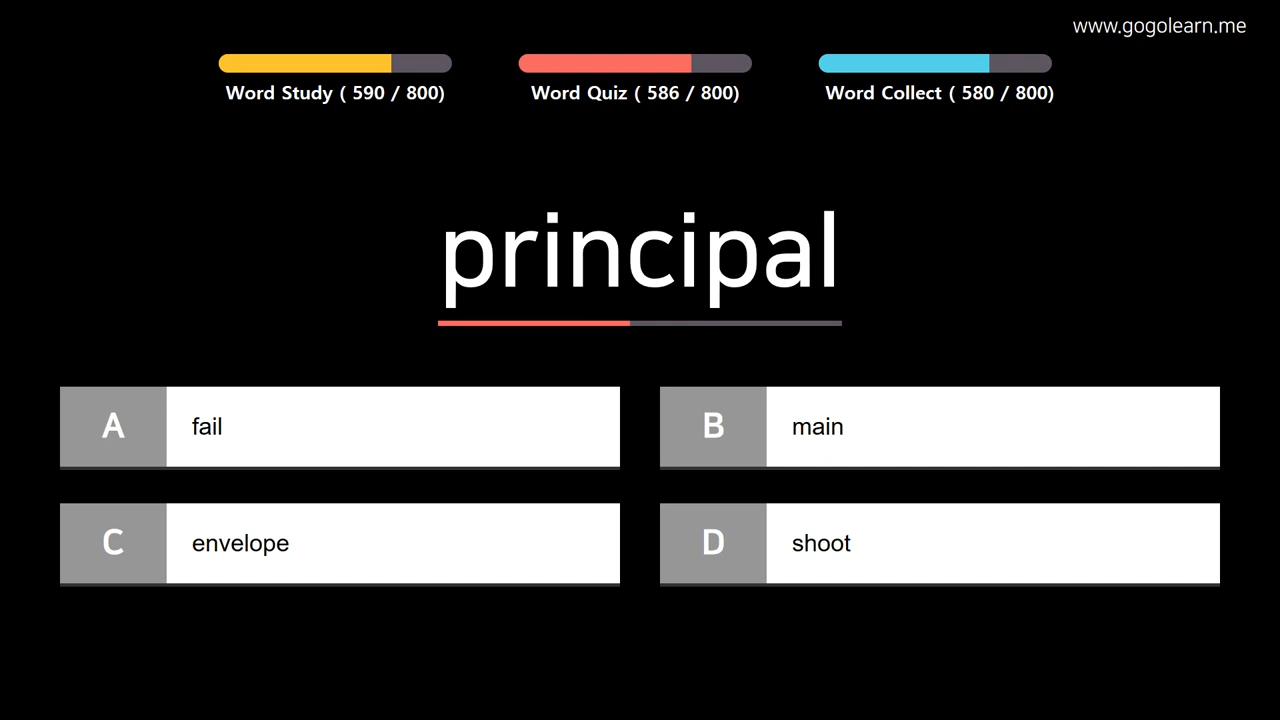 www.gogolearn.me
Word Study ( 590 / 800)
Word Quiz ( 586 / 800)
Word Collect ( 580 / 800)
principal
A fail
B main
C envelope
D shoot